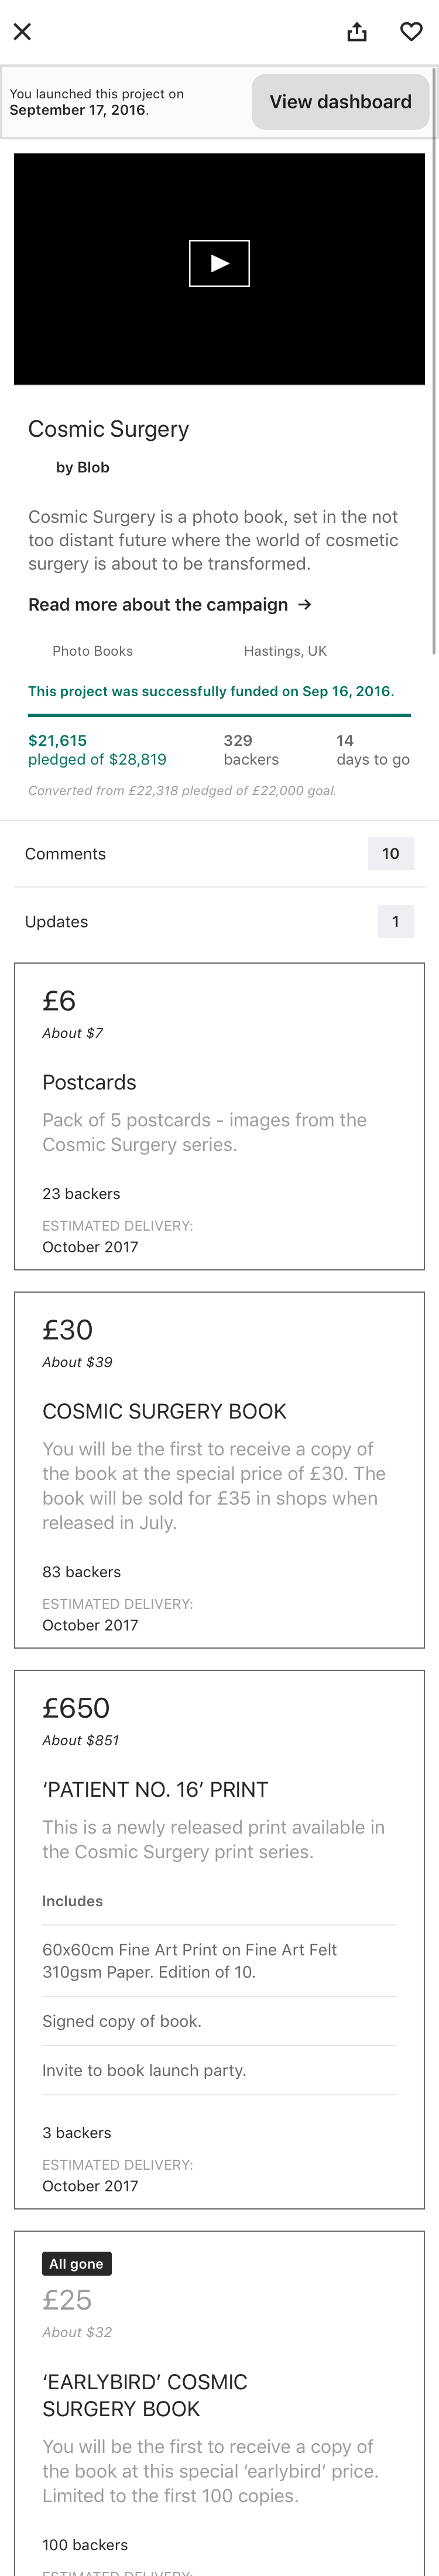 You launched this project on
September 17, 2016.
View dashboard
Cosmic Surgery
by Blob
Cosmic Surgery is a photo book, set in the not
too distant future where the world of cosmetic
surgery is about to be transformed.
Read more about the campaign →
Photo Books
Hastings, UK
This project was successfully funded on Sep 16, 2016.
$21,615
pledged of $28,819
329
backers
14
days to go
Converted from £22,318 pledged of £22,000 goal.
Comments
10
Updates
1
£6
About $7
Postcards
Pack of 5 postcards - images from the
Cosmic Surgery series.
23 backers
ESTIMATED DELIVERY:
October 2017
£30
About $39
COSMIC SURGERY BOOK
You will be the first to receive a copy of
the book at the special price of £30. The
book will be sold for £35 in shops when
released in July.
83 backers
ESTIMATED DELIVERY:
October 2017
£650
About $851
‘PATIENT NO. 16’ PRINT
This is a newly released print available in
the Cosmic Surgery print series.
Includes
60x60cm Fine Art Print on Fine Art Felt
310gsm Paper. Edition of 10.
Signed copy of book.
Invite to book launch party.
3 backers
ESTIMATED DELIVERY:
October 2017
All gone
£25
About $32
‘EARLYBIRD’ COSMIC
SURGERY BOOK
You will be the first to receive a copy of
the book at this special ‘earlybird’ price.
Limited to the first 100 copies.
100 backers